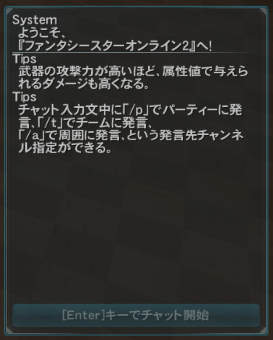 System
ようこそ、
『ファンタシースターオンライン2』へ!
Tips
武器の攻撃力が高いほど、属性値で与えら
れるダメージも高くなる。
Tips
チャット入力文中に｢/p｣でパーティーに発
言、｢/t｣でチームに発言、
｢/a｣で周囲に発言、という発言先チャンネ
ル指定ができる。
[Enter]キーでチャット開始